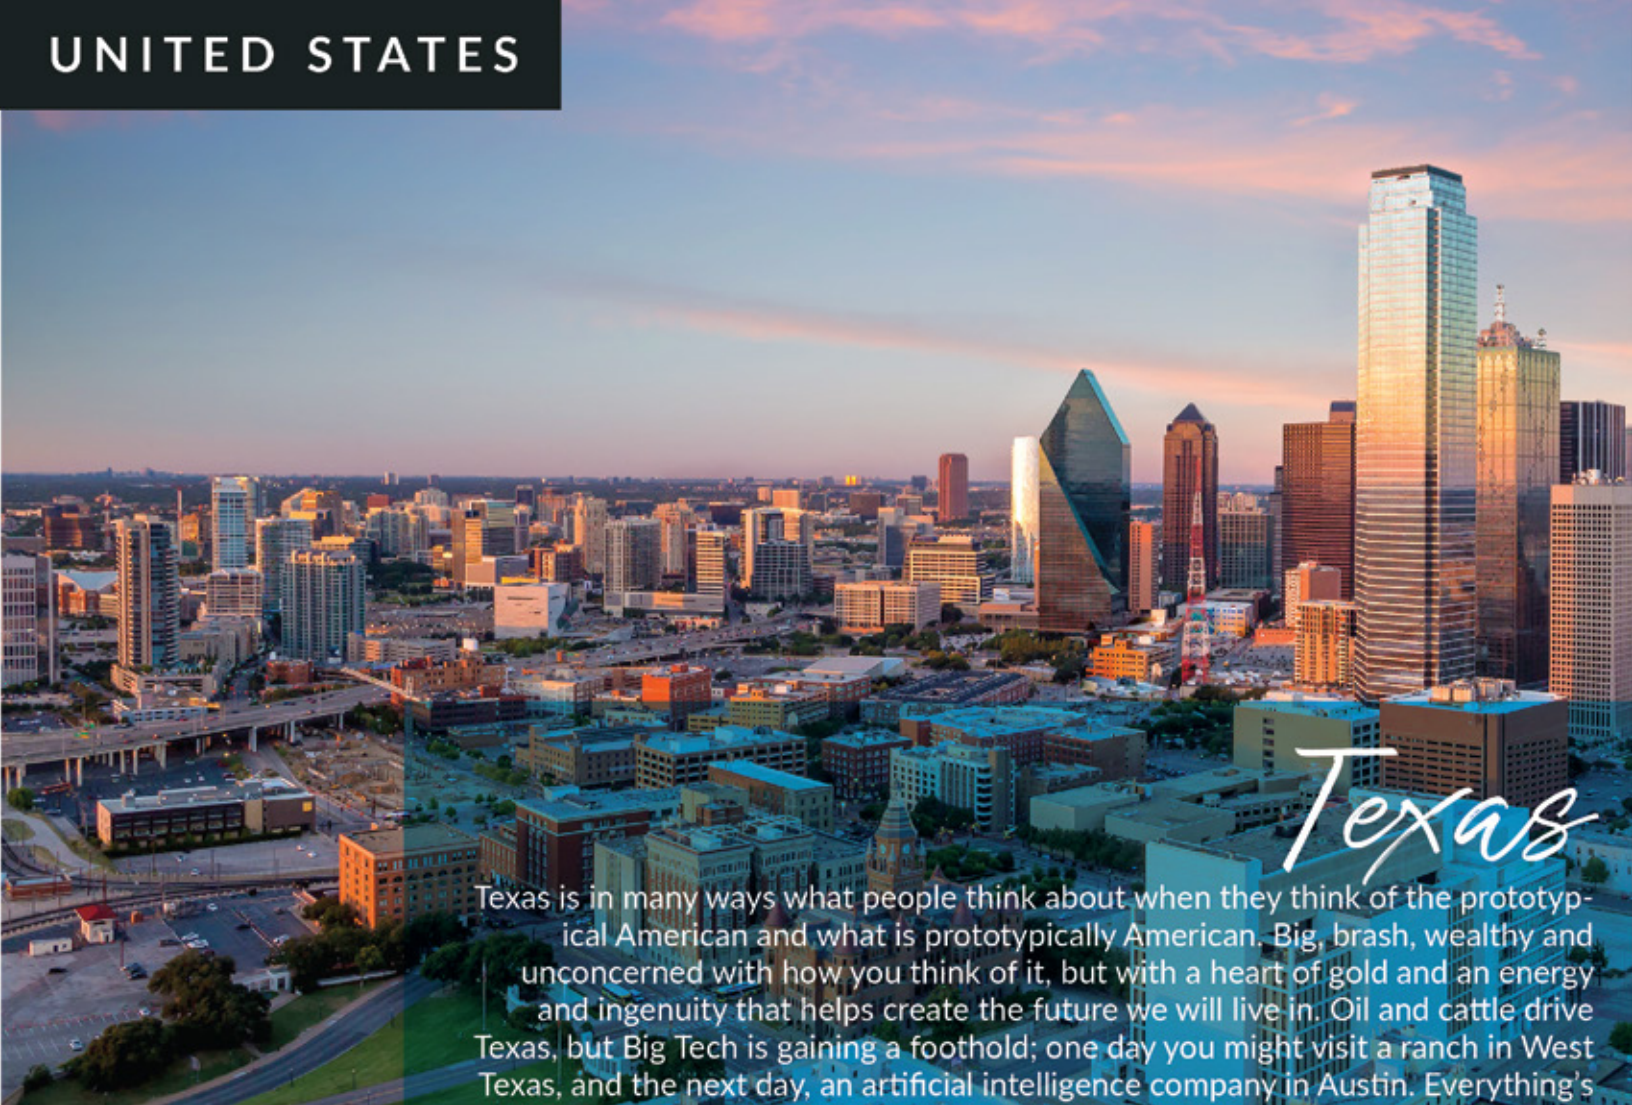 UNITED STATES
Texas
Texas is in many ways what people think about when they think of the prototyp-
ical American and what is prototypically American. Big, brash, wealthy and
unconcerned with how you think of it, but with a heart of gold and an energy
and ingenuity that helps create the future we will live in. Oil and cattle drive
Texas, but Big Tech is gaining a foothold; one day you might visit a ranch in West
Texas, and the next day, an artificial intelligence company in Austin. Everything’s